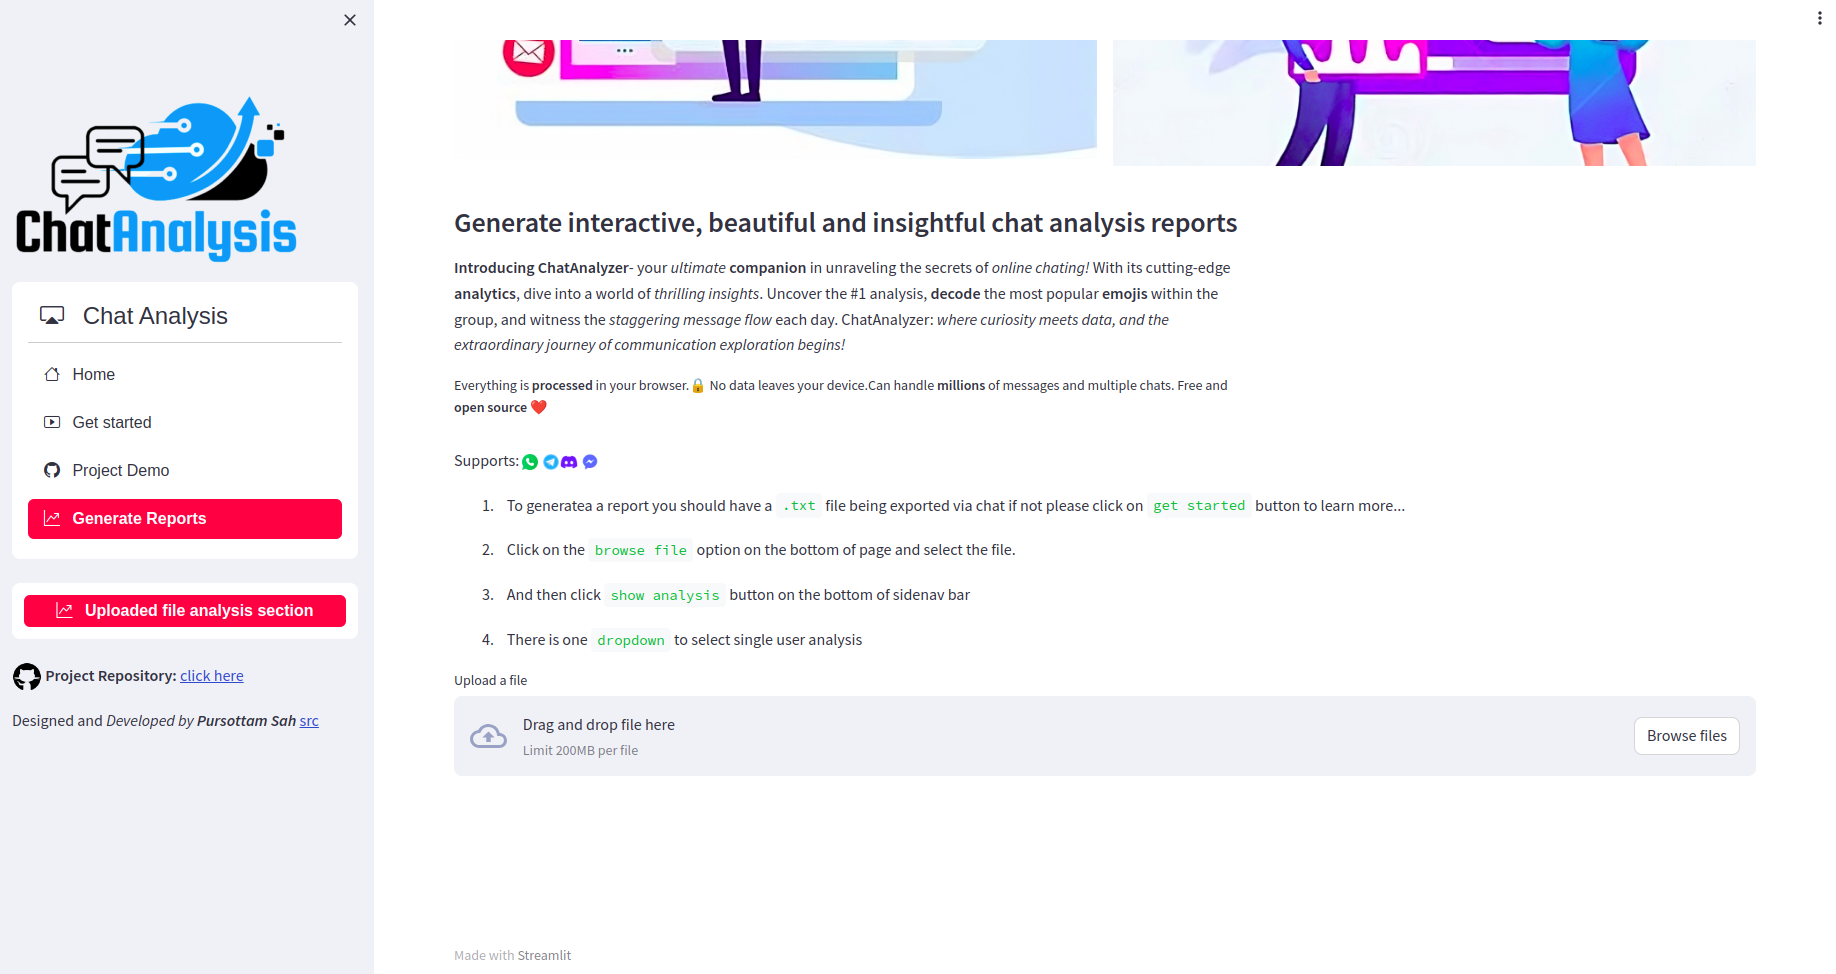 ChatAnalysis
Chat Analysis
Home
Get started
Project Demo
Generate Reports
Uploaded file analysis section
Project Repository: click here
Designed and Developed by Pursottam Sah src
Generate interactive, beautiful and insightful chat analysis reports
Introducing ChatAnalyzer- your ultimate companion in unraveling the secrets of online chating! With its cutting-edge
analytics, dive into a world of thrilling insights. Uncover the #1 analysis, decode the most popular emojis within the
group, and witness the staggering message flow each day. ChatAnalyzer: where curiosity meets data, and the
extraordinary journey of communication exploration begins!
Everything is processed in your browser.🔒 No data leaves your device.Can handle millions of messages and multiple chats. Free and
open source ❤️
Supports:
1. To generatea a report you should have a .txt file being exported via chat if not please click on get started button to learn more...
2. Click on the browse file option on the bottom of page and select the file.
3. And then click show analysis button on the bottom of sidenav bar
4. There is one dropdown to select single user analysis
Upload a file
Drag and drop file here
Limit 200MB per file
Browse files
Made with Streamlit